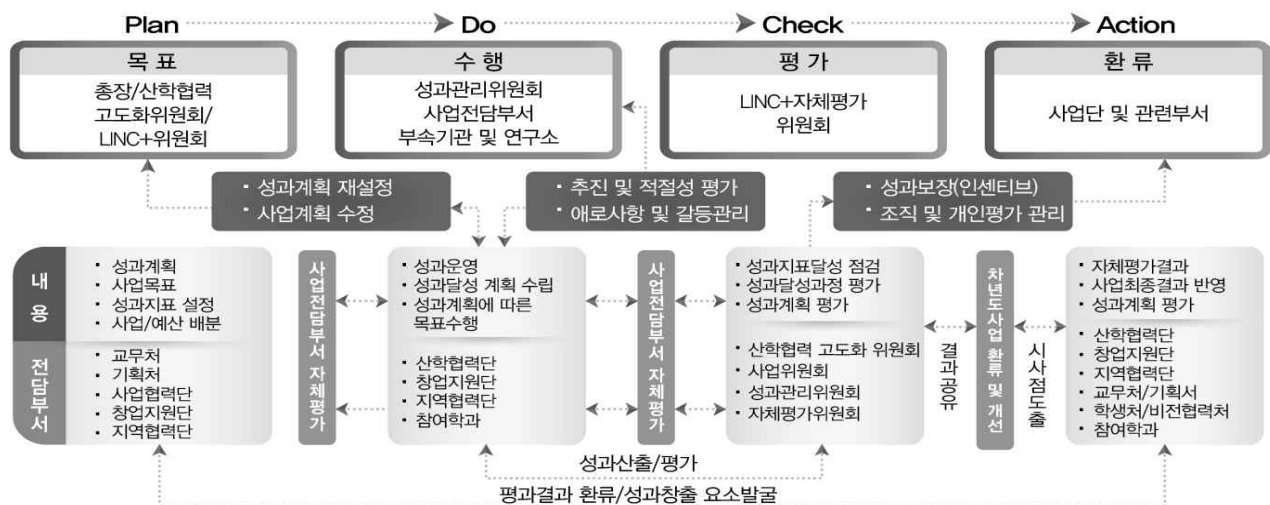 Plan
Do
Check
Action
목 표
총장/산학협력
고도화위원회/
LINC+위원회
수 행
성과관리위원회
사업전담부서
부속기관 및 연구소
평 가
LINC+자체평가
위원회
환 류
사업단 및 관련부서
▪ 성과계획 재설정
▪ 사업계획 수정
▪ 추진 및 적절성 평가
▪ 애로사항 및 갈등관리
▪ 성과보장(인센티브)
▪ 조직 및 개인평가 관리
내용
▪ 성과계획
▪ 사업목표
▪ 성과지표 설정
▪ 사업/예산 배분
전담부서
▪ 교무처
▪ 기획처
▪ 사업협력단
▪ 창업지원단
▪ 지역협력단
사업전담부서 자체평가
▪ 성과운영
▪ 성과달성 계획 수립
▪ 성과계획에 따른
목표수행
▪ 산학협력단
▪ 창업지원단
▪ 지역협력단
▪ 참여학과
사업전담부서 자체평가
▪ 성과지표달성 점검
▪ 성과달성과정 평가
▪ 성과계획 평가
▪ 산학협력 고도화 위원회
▪ 사업위원회
▪ 성과관리위원회
▪ 자체평가위원회
결과공유
차년도사업 환류 및 개선
시사점도출
▪ 자체평가결과
▪ 사업최종결과 반영
▪ 성과계획 평가
▪ 산학협력단
▪ 창업지원단
▪ 지역협력단
▪ 교무처/기획서
▪ 학생처/비전협력처
▪ 참여학과
성과산출/평가
평과결과 환류/성과창출 요소발굴